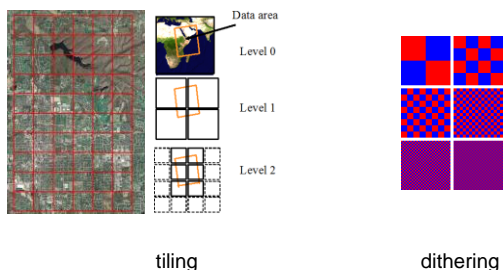 Data area
Level 0
Level 1
Level 2
tiling
dithering